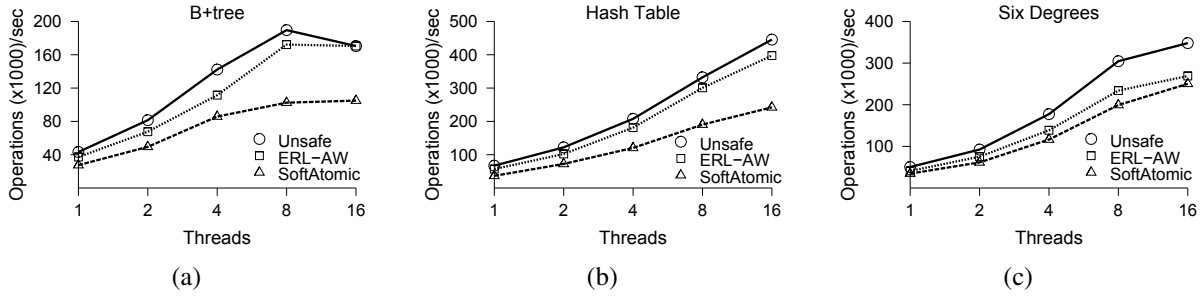 B+tree
Operations (x1000)/sec
200
160
120
80
40
Unsafe
ERL−AW
SoftAtomic
1 2 4 8 16
Threads
(a)
Hash Table
Operations (x1000)/sec
500
400
300
200
100
Unsafe
ERL−AW
SoftAtomic
1 2 4 8 16
Threads
(b)
Six Degrees
Operations (x1000)/sec
400
300
200
100
Unsafe
ERL−AW
SoftAtomic
1 2 4 8 16
Threads
(c)